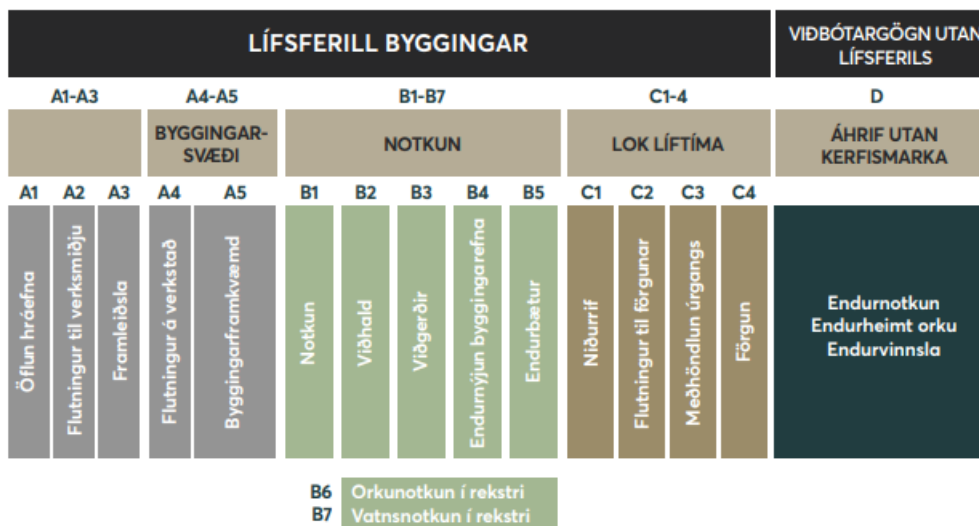 LÍFSFERILL BYGGINGAR
VIÐBÓTARGÖGN UTAN
LÍFSFERILS
A1-A3
A4-A5
B1-B7
C1-4
D
BYGGINGAR-
SVÆÐI
NOTKUN
LOK LÍFTÍMA
ÁHRIF UTAN
KERFISMARKA
A1
A2
A3
A4
A5
B1
B2
B3
B4
B5
C1
C2
C3
C4
Öflun hráefna
Flutningur til verksmiðju
Framleiðsla
Flutningur á verkstað
Byggingarframkvæmd
Notkun
Viðhald
Viðgerðir
Endurnýjun byggingarefna
Endurbætur
Niðurrif
Flutningur til förgunar
Meðhöndlun úrgangs
Förgun
Endurnotkun
Endurheimt orku
Endurvinnsla
B6 Orkunotkun í rekstri
B7 Vatnsnotkun í rekstri